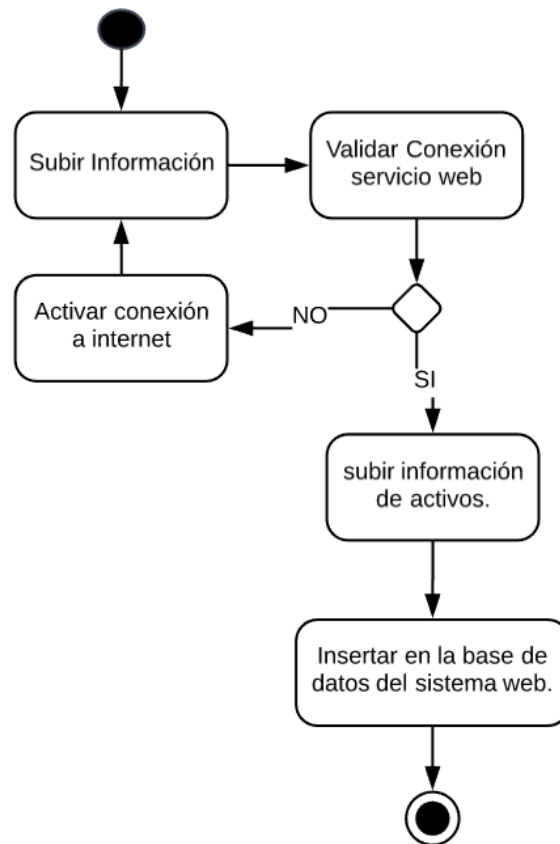 Subir Información
Validar Conexión
servicio web
Activar conexión
a internet
NO
SI
subir información
de activos.
Insertar en la base de
datos del sistema web.